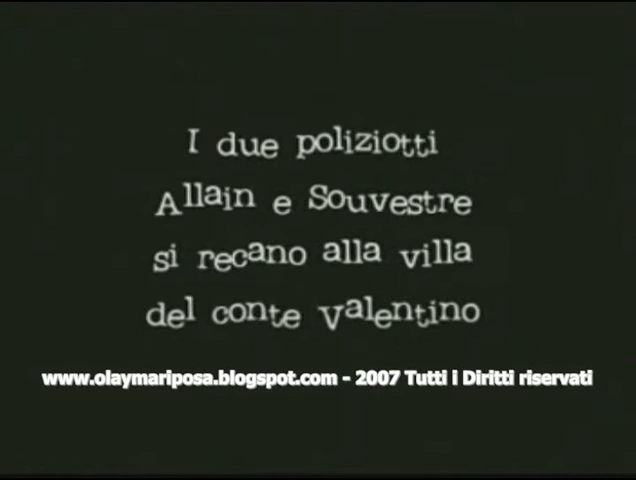 I due poliziotti
Allain e Souvestre
si recano alla villa
del conte Valentino
www.olaymariposa.blogspot.com - 2007 Tutti i Diritti riservati